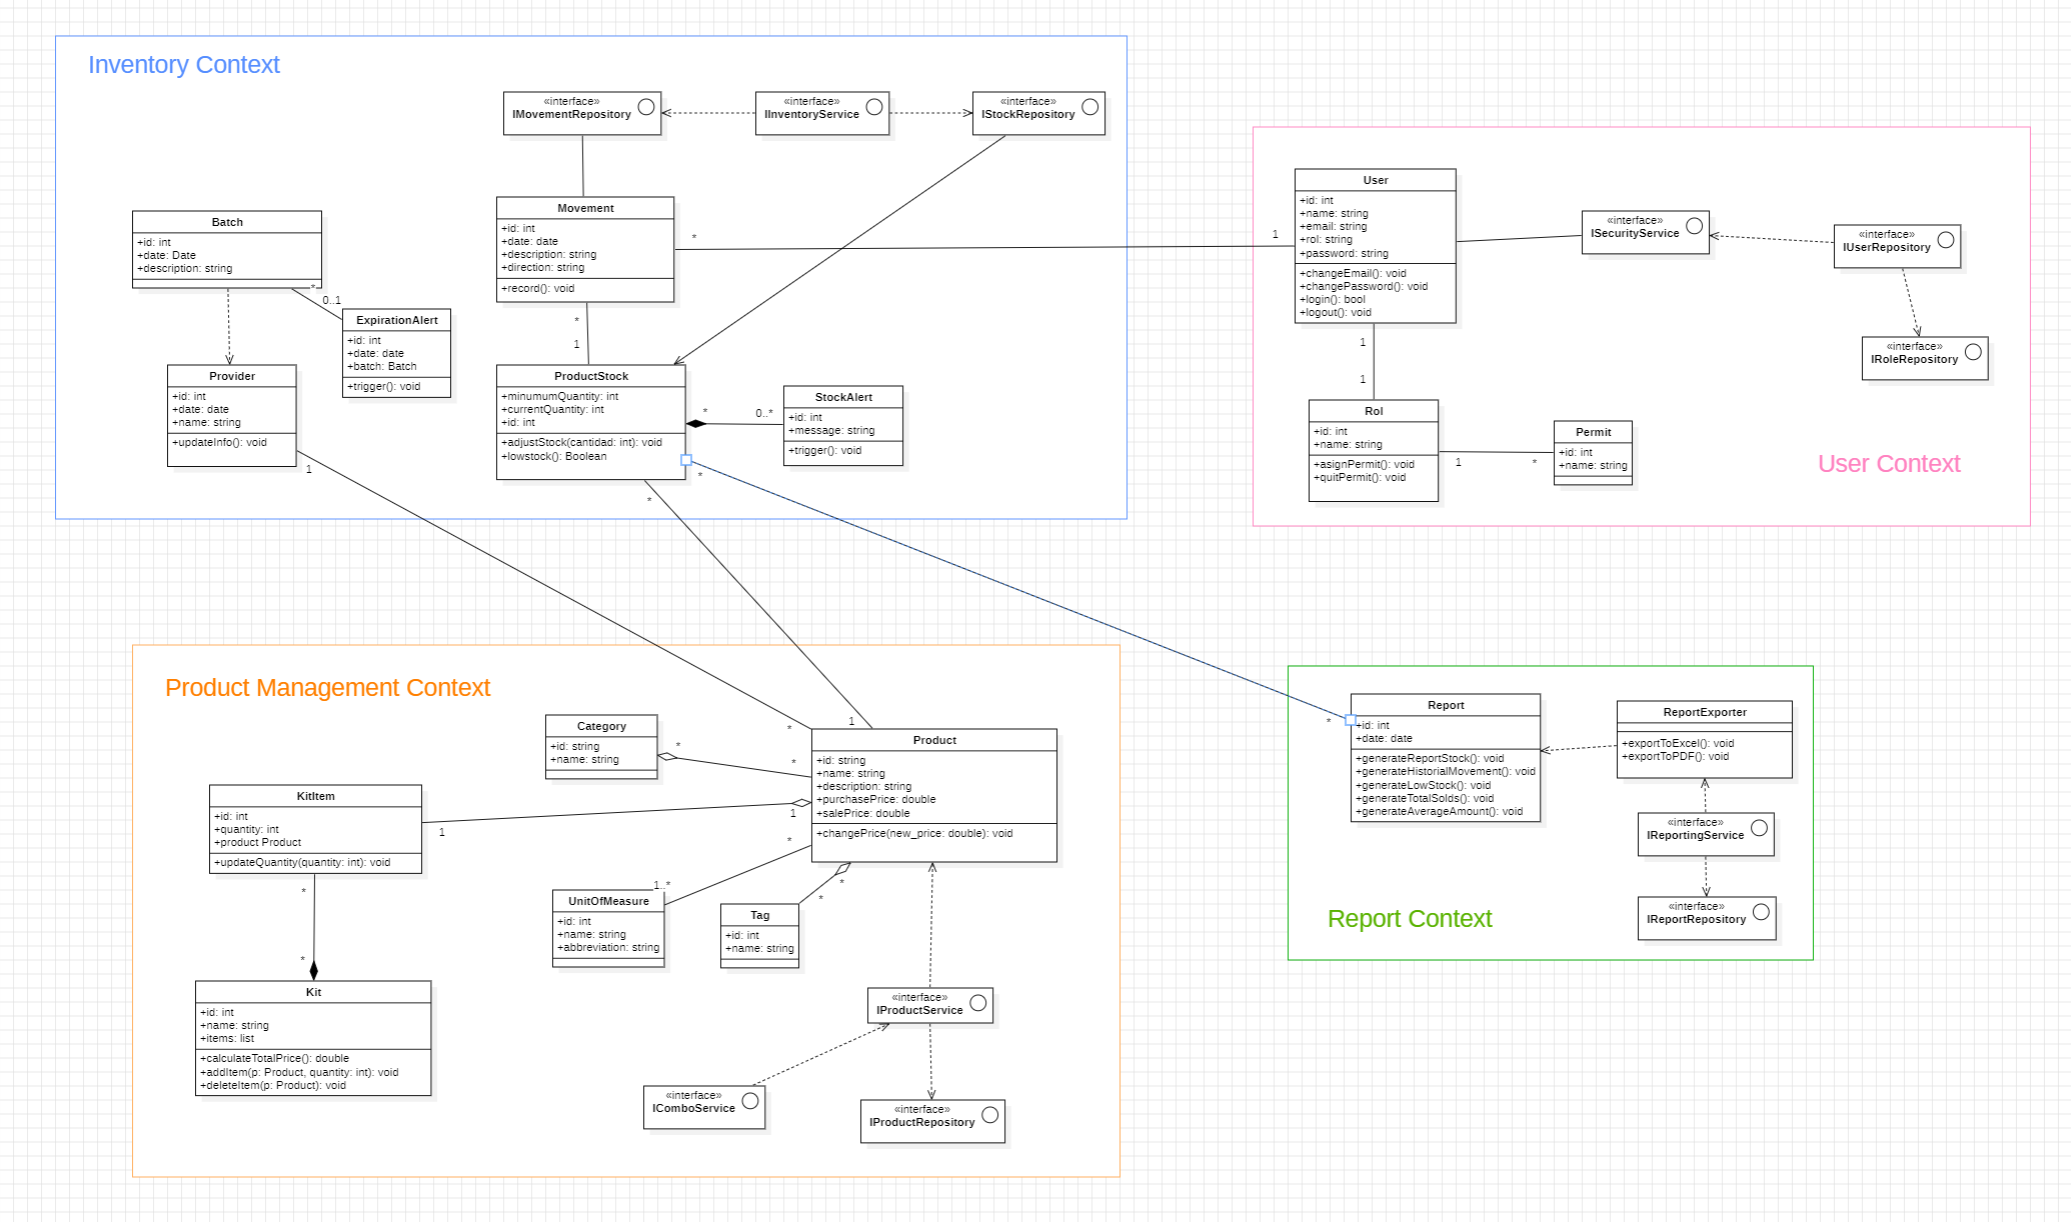 Inventory Context
«interface»
IMovementRepository
«interface»
IInventoryService
«interface»
IStockRepository
Batch
+id: int
+date: Date
+description: string
*
0..1
ExpirationAlert
+id: int
+date: date
+batch: Batch
+trigger(): void
Provider
+id: int
+date: date
+name: string
+updateInfo(): void
1
Movement
+id: int
+date: date
+description: string
+direction: string
+record(): void
*
1
*
1
ProductStock
+minumumQuantity: int
+currentQuantity: int
+id: int
+adjustStock(cantidad: int): void
+lowstock(): Boolean
*
0..*
*
*
StockAlert
+id: int
+message: string
+trigger(): void
User
+id: int
+name: string
+email: string
+rol: string
+password: string
+changeEmail(): void
+changePassword(): void
+login(): bool
+logout(): void
1
1
«interface»
ISecurityService
«interface»
IUserRepository
«interface»
IRoleRepository
Rol
+id: int
+name: string
+asignPermit(): void
+quitPermit(): void
1
*
Permit
+id: int
+name: string
User Context
Product Management Context
Category
+id: string
+name: string
*
*
*
1
Product
+id: string
+name: string
+description: string
+purchasePrice: double
+salePrice: double
+changePrice(new_price: double): void
KitItem
+id: int
+quantity: int
+product Product
+updateQuantity(quantity: int): void
1
1
*
*
Kit
+id: int
+name: string
+items: list
+calculateTotalPrice(): double
+addItem(p: Product, quantity: int): void
+deleteItem(p: Product): void
*
1..*
UnitOfMeasure
+id: int
+name: string
+abbreviation: string
*
*
Tag
+id: int
+name: string
«interface»
IProductService
«interface»
IComboService
«interface»
IProductRepository
*
Report
+id: int
+date: date
+generateReportStock(): void
+generateHistorialMovement(): void
+generateLowStock(): void
+generateTotalSolds(): void
+generateAverageAmount(): void
ReportExporter
+exportToExcel(): void
+exportToPDF(): void
«interface»
IReportingService
«interface»
IReportRepository
Report Context